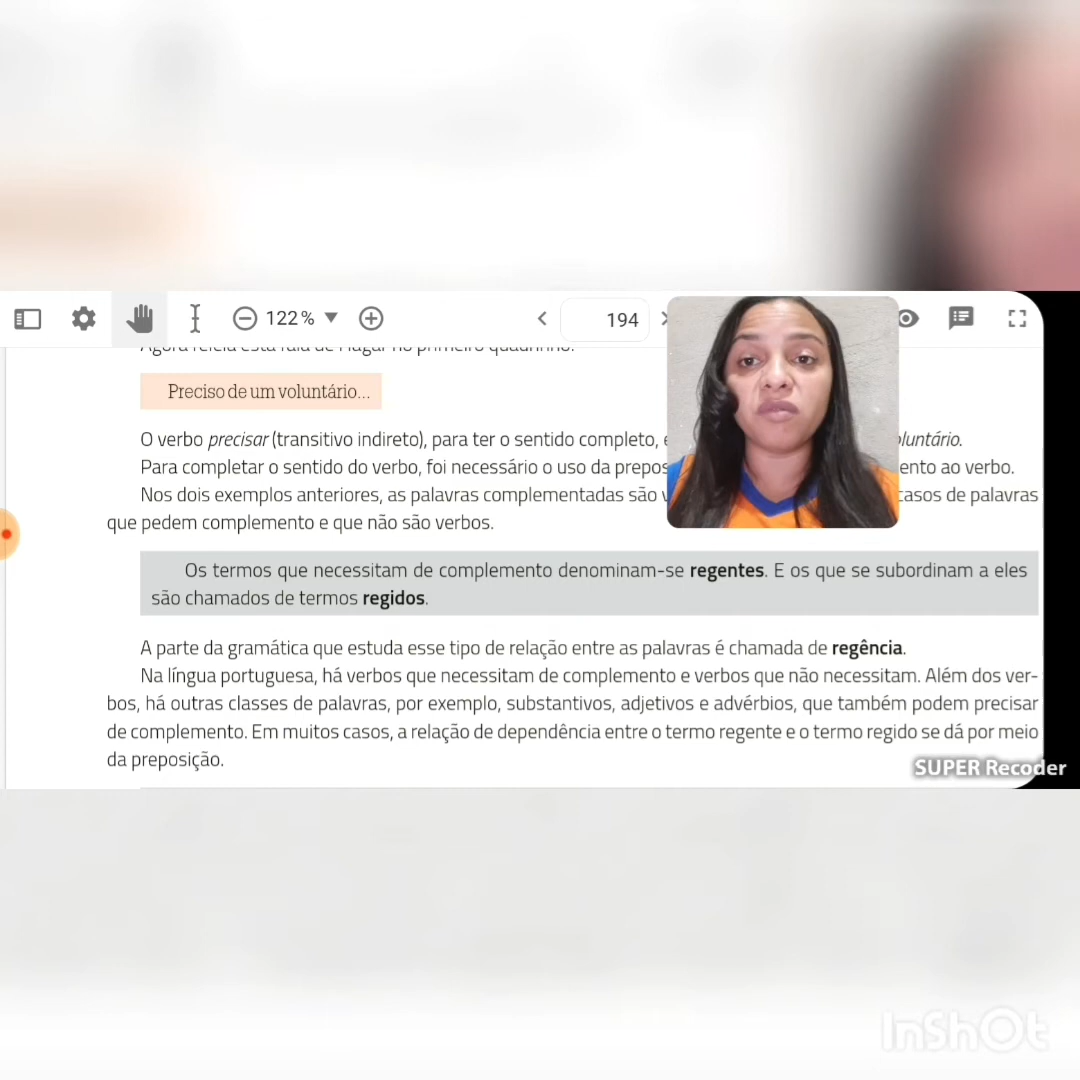 122%
194
Preciso de um voluntário...
O verbo precisar (transitivo indireto), para ter o sentido completo,
Para completar o sentido do verbo, foi necessário o uso da ao verbo.
Nos dois exemplos anteriores, as palavras complementadas são casos de palavras
que pedem complemento e que não são verbos.
Os termos que necessitam de complemento denominam-se regentes. E os que se subordinam a eles
são chamados de termos regidos.
A parte da gramática que estuda esse tipo de relação entre as palavras é chamada de regência.
Na língua portuguesa, há verbos que necessitam de complemento e verbos que não necessitam. Além dos ver-
bos, há outras classes de palavras, por exemplo, substantivos, adjetivos e advérbios, que também podem precisar
de complemento. Em muitos casos, a relação de dependência entre o termo regente e o termo regido se dá por meio
da preposição.
SUPER Recoder
InShOt